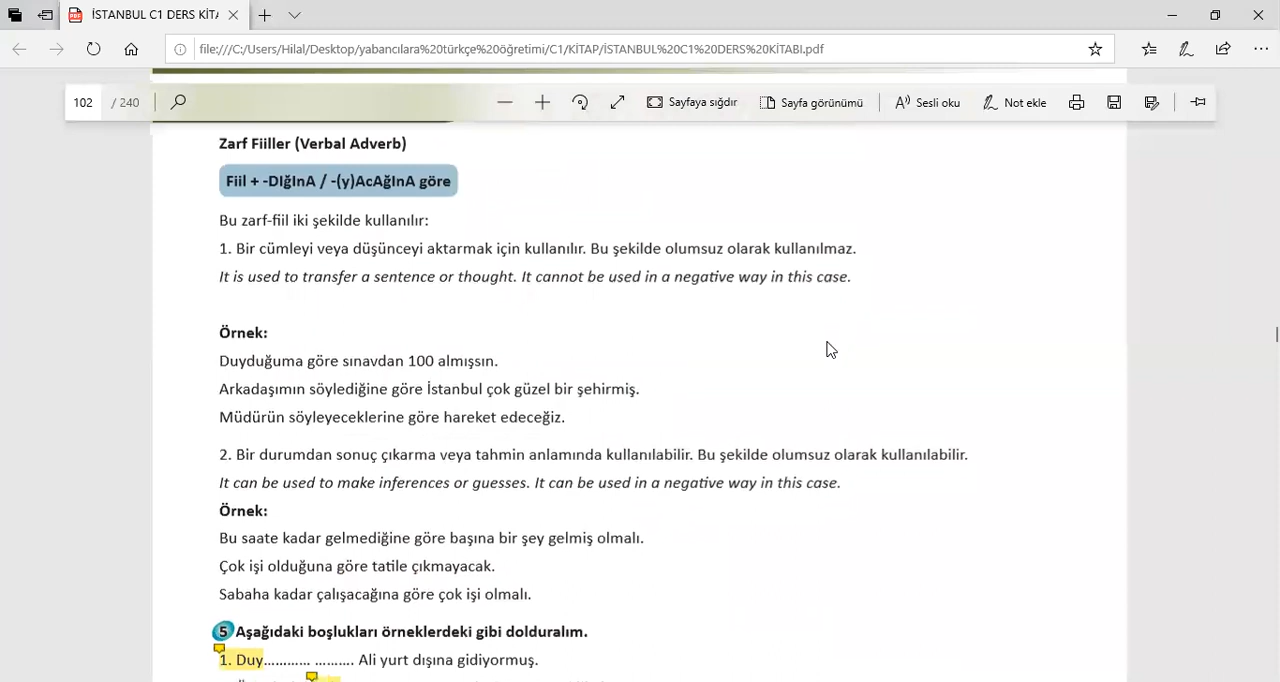 İSTANBUL C1 DERS KİTA
file:///C:/Users/Hilal/Desktop/yabancılara%20türkçe%20öğretimi/C1/KİTAP/İSTANBUL%20C1%20DERS%20KİTABI.pdf
102 / 240 Sayfaya sığdır Sayfa görünümü Sesli oku Not ekle
Zarf Fiiller (Verbal Adverb)
Fiil + -DIğInA / -(y)AcAğInA göre
Bu zarf-fiil iki şekilde kullanılır:
1. Bir cümleyi veya düşünceyi aktarmak için kullanılır. Bu şekilde olumsuz olarak kullanılmaz.
It is used to transfer a sentence or thought. It cannot be used in a negative way in this case.
Örnek:
Duyduğuma göre sınavdan 100 almışsın.
Arkadaşımın söylediğine göre İstanbul çok güzel bir şehirmiş.
Müdürün söyleyeceklerine göre hareket edeceğiz.
2. Bir durumdan sonuç çıkarma veya tahmin anlamında kullanılabilir. Bu şekilde olumsuz olarak kullanılabilir.
It can be used to make inferences or guesses. It can be used in a negative way in this case.
Örnek:
Bu saate kadar gelmediğine göre başına bir şey gelmiş olmalı.
Çok işi olduğuna göre tatile çıkmayacak.
Sabaha kadar çalışacağına göre çok işi olmalı.
5 Aşağıdaki boşlukları örneklerdeki gibi dolduralım.
1. Duy............ .......... Ali yurt dışına gidiyormuş.